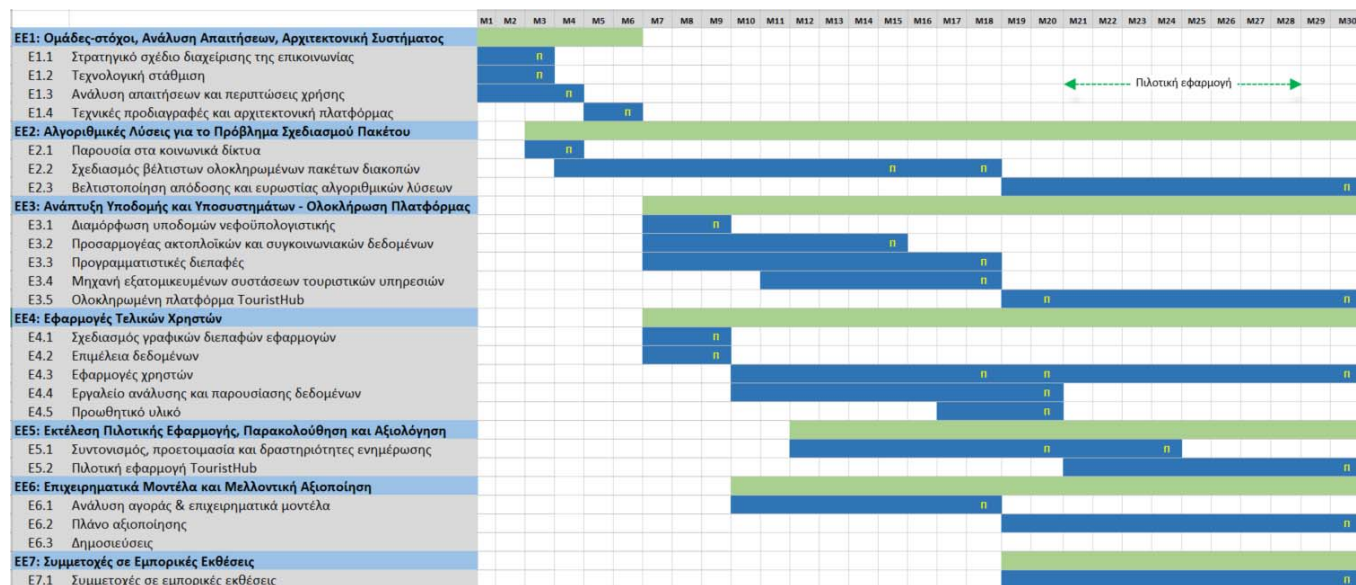 M1 M2 M3 M4 M5 M6 M7 M8 M9 M10 M11 M12 M13 M14 M15 M16 M17 M18 M19 M20 M21 M22 M23 M24 M25 M26 M27 M28 M29 M30
ΕΕ1: Ομάδες-στόχοι, Ανάλυση Απαιτήσεων, Αρχιτεκτονική Συστήματος
Ε1.1 Στρατηγικό σχέδιο διαχείρισης της επικοινωνίας Π
Ε1.2 Τεχνολογική στάθμιση Π
Ε1.3 Ανάλυση απαιτήσεων και περιπτώσεις χρήσης Π Πιλοτική εφαρμογή
Ε1.4 Τεχνικές προδιαγραφές και αρχιτεκτονική πλατφόρμας Π
ΕΕ2: Αλγοριθμικές Λύσεις για το Πρόβλημα Σχεδιασμού Πακέτου
Ε2.1 Παρουσία στα κοινωνικά δίκτυα Π
Ε2.2 Σχεδιασμός βέλτιστων ολοκληρωμένων πακέτων διακοπών Π Π
Ε2.3 Βελτιστοποίηση απόδοσης και ευρωστίας αλγοριθμικών λύσεων Π
ΕΕ3: Ανάπτυξη Υποδομής και Υποσυστημάτων - Ολοκλήρωση Πλατφόρμας
Ε3.1 Διαμόρφωση υποδομών νεφοϋπολογιστικής Π
Ε3.2 Προσαρμογέας ακτοπλοϊκών και συγκοινωνιακών δεδομένων Π
Ε3.3 Προγραμματιστικές διεπαφές Π
Ε3.4 Μηχανή εξατομικευμένων συστάσεων τουριστικών υπηρεσιών Π
Ε3.5 Ολοκληρωμένη πλατφόρμα TouristHub Π Π
ΕΕ4: Εφαρμογές Τελικών Χρηστών
Ε4.1 Σχεδιασμός γραφικών διεπαφών εφαρμογών Π
Ε4.2 Επιμέλεια δεδομένων Π
Ε4.3 Εφαρμογές χρηστών Π Π Π
Ε4.4 Εργαλείο ανάλυσης και παρουσίασης δεδομένων Π
Ε4.5 Προωθητικό υλικό Π
ΕΕ5: Εκτέλεση Πιλοτικής Εφαρμογής, Παρακολούθηση και Αξιολόγηση
Ε5.1 Συντονισμός, προετοιμασία και δραστηριότητες ενημέρωσης Π Π
Ε5.2 Πιλοτική εφαρμογή TouristHub Π
ΕΕ6: Επιχειρηματικά Μοντέλα και Μελλοντική Αξιοποίηση
Ε6.1 Ανάλυση αγοράς & επιχειρηματικά μοντέλα Π
Ε6.2 Πλάνο αξιοποίησης Π
Ε6.3 Δημοσιεύσεις
ΕΕ7: Συμμετοχές σε Εμπορικές Εκθέσεις
Ε7.1 Συμμετοχές σε εμπορικές εκθέσεις Π